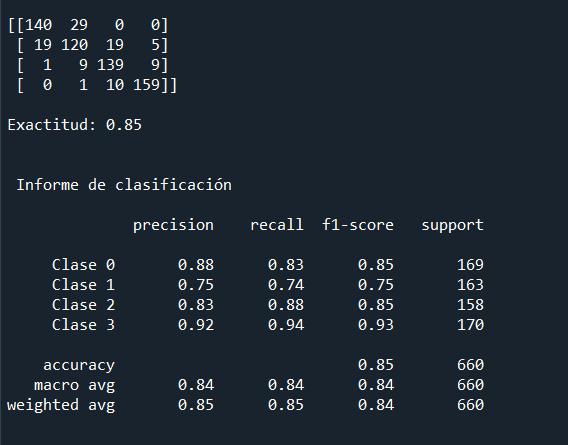 [[140 29 0 0]
[ 19 120 19 5]
[ 1 9 139 9]
[ 0 1 10 159]]
Exactitud: 0.85
Informe de clasificación
precision recall f1-score support
Clase 0 0.88 0.83 0.85 169
Clase 1 0.75 0.74 0.75 163
Clase 2 0.83 0.88 0.85 158
Clase 3 0.92 0.94 0.93 170
accuracy 0.85 660
macro avg 0.84 0.84 0.84 660
weighted avg 0.85 0.85 0.84 660